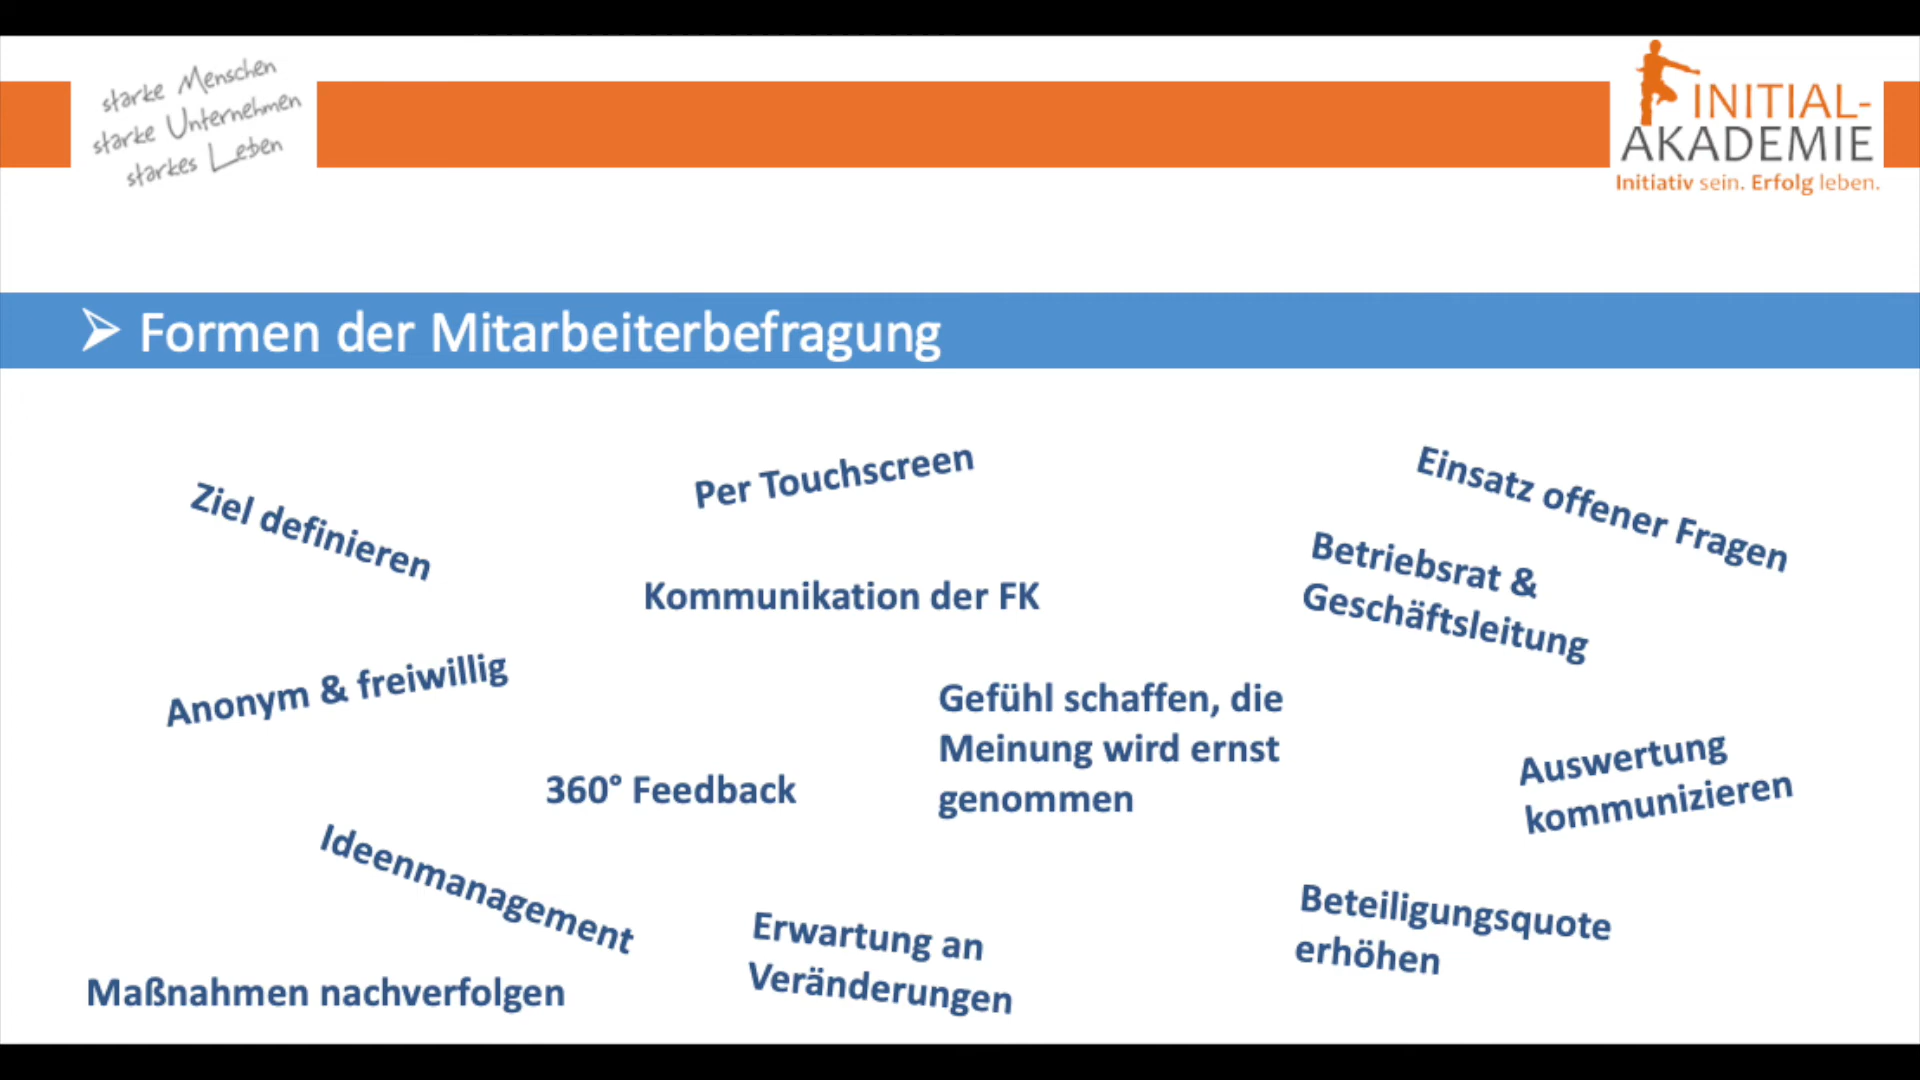 starke Menschen
starke Unternehmen
starkes Leben
INITIAL-
AKADEMIE
Initiativ sein. Erfolg leben.
➢ Formen der Mitarbeiterbefragung
Ziel definieren
Per Touchscreen
Einsatz offener Fragen
Kommunikation der FK
Betriebsrat &
Geschäftsleitung
Anonym & freiwillig
Gefühl schaffen, die
Meinung wird ernst
genommen
360° Feedback
Auswertung
kommunizieren
Ideenmanagement
Erwartung an
Veränderungen
Beteiligungsquote
erhöhen
Maßnahmen nachverfolgen